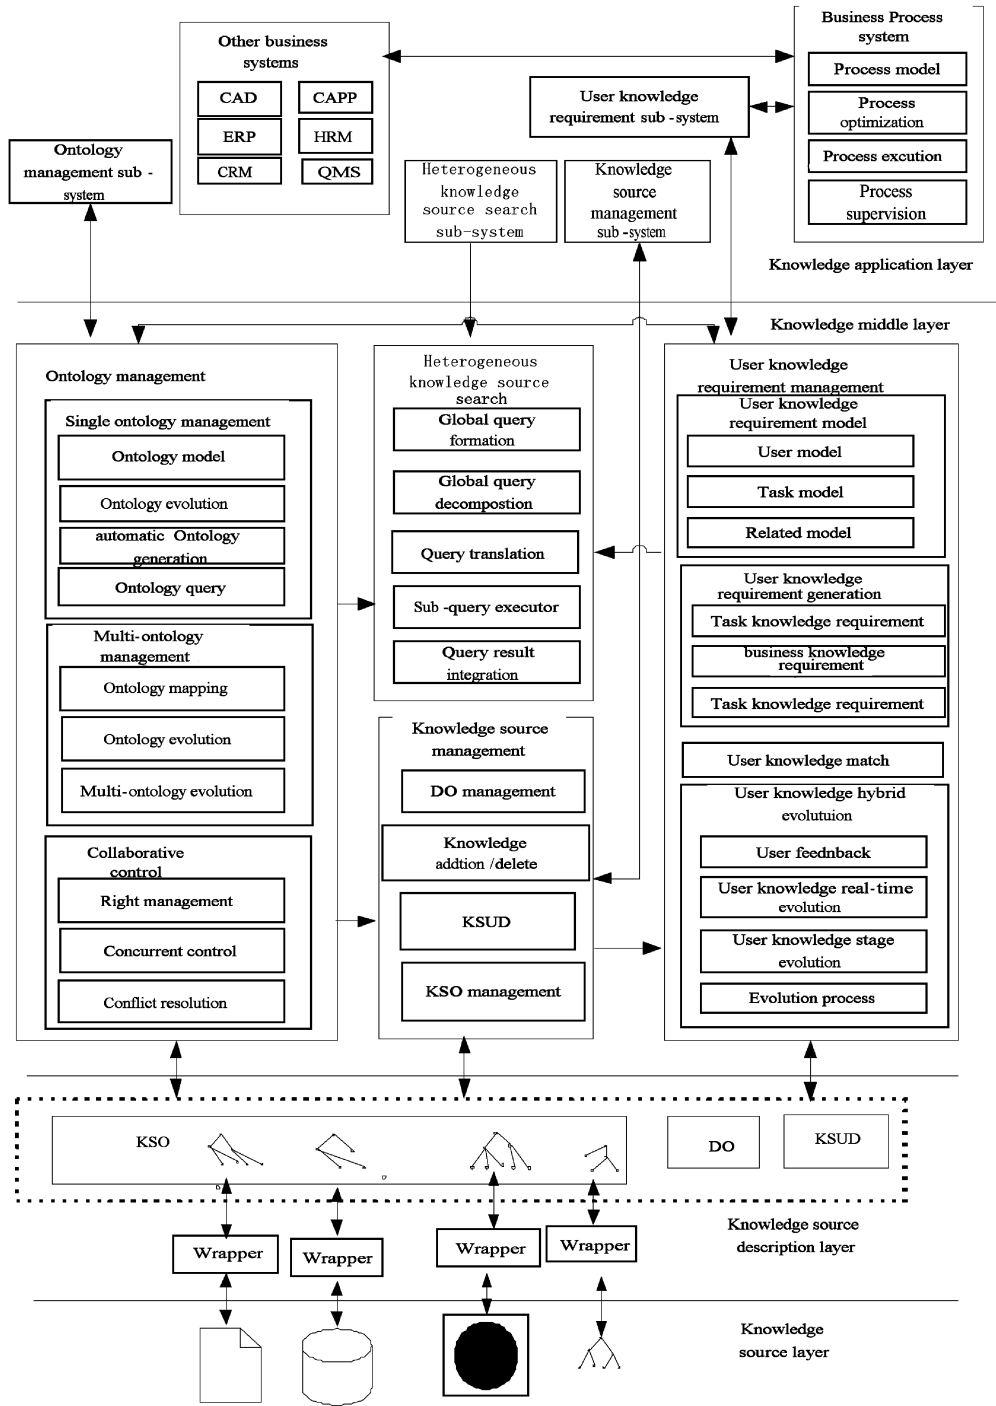 Other business
systems
CAD
CAPP
ERP
HRM
CRM
QMS
Business Process
system
Process model
Process
optimization
Process excution
Process
supervision
User knowledge
requirement sub-system
Ontology
management sub-
system
Heterogeneous
knowledge
source search
sub-system
Knowledge
source
management
sub-system
Knowledge application layer
Knowledge middle layer
Ontology management
Single ontology management
Ontology model
Ontology evolution
automatic Ontology
generation
Ontology query
Multi-ontology
management
Ontology mapping
Ontology evolution
Multi-ontology evolution
Collaborative
control
Right management
Concurrent control
Conflict resolution
Heterogeneous
knowledge source
search
Global query
formation
Global query
decompostion
Query translation
Sub-query executor
Query result
integration
Knowledge source
management
DO management
Knowledge
addtion/delete
KSUD
KSO management
User knowledge
requirement management
User knowledge
requirement model
User model
Task model
Related model
User knowledge
requirement generation
Task knowledge requirement
business knowledge
requirement
Task knowledge requirement
User knowledge match
User knowledge hybrid
evolutuion
User feednback
User knowledge real-time
evolution
User knowledge stage
evolution
Evolution process
KSO
DO
KSUD
Knowledge source
description layer
Wrapper
Wrapper
Wrapper
Wrapper
Knowledge
source layer